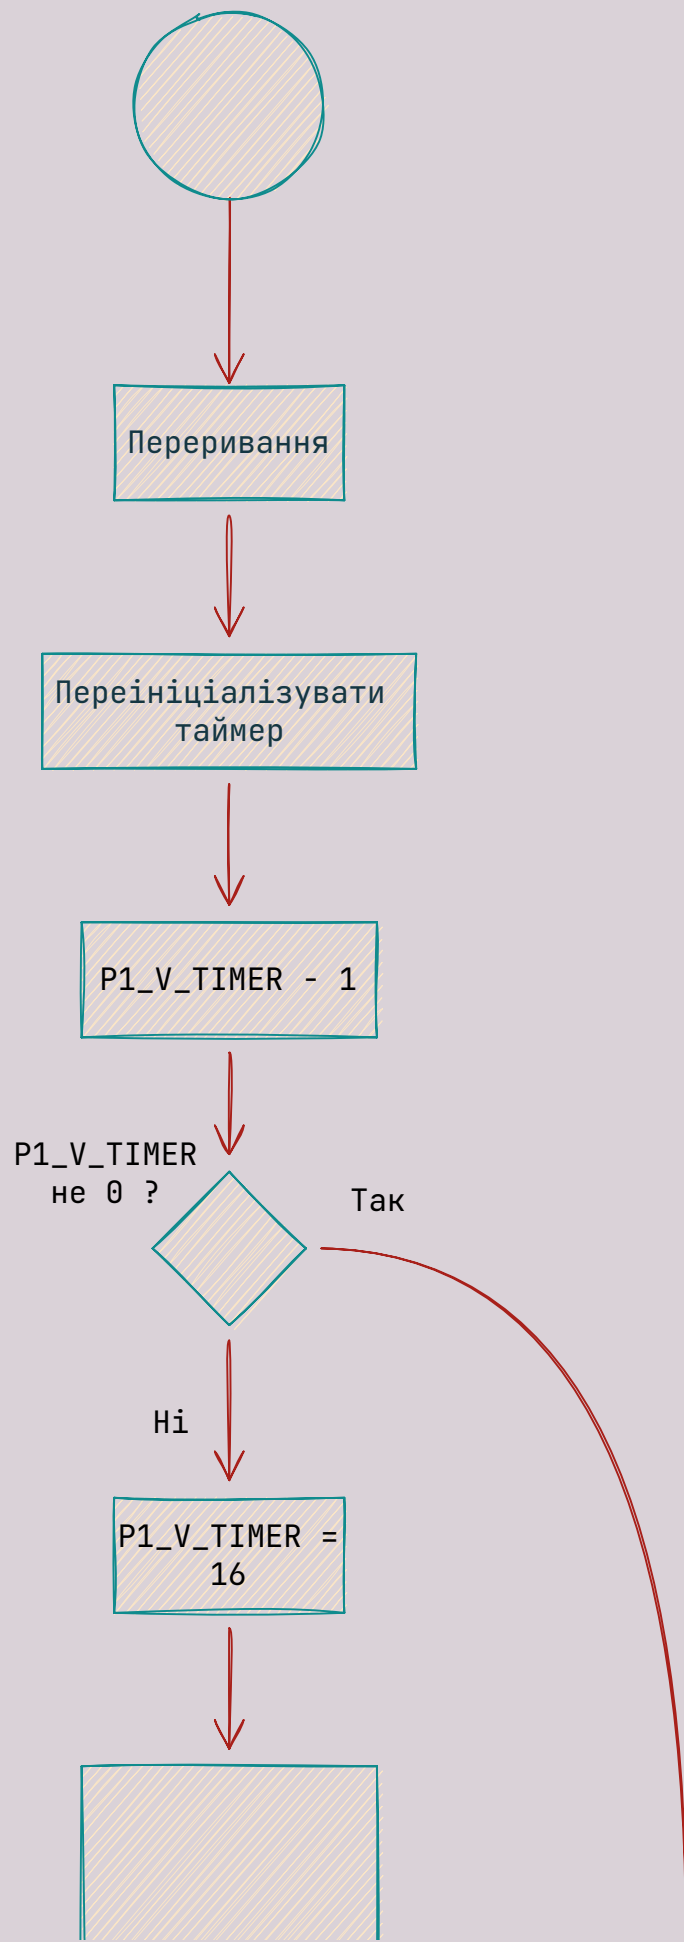 Переривання
Переініціалізувати
таймер
P1_V_TIMER - 1
P1_V_TIMER
не 0 ?
Так
Ні
P1_V_TIMER =
16